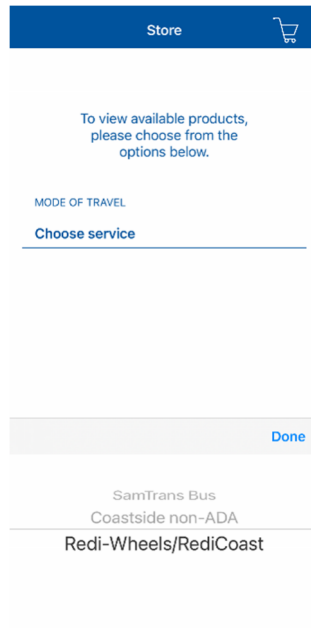 Store
To view available products,
please choose from the
options below.
MODE OF TRAVEL
Choose service
Done
SamTrans Bus
Coastside non-ADA
Redi-Wheels/RediCoast